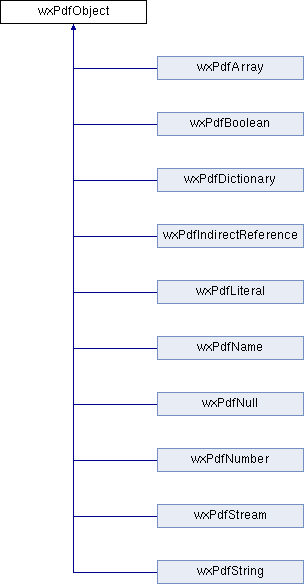 wxPdfObject
wxPdfArray
wxPdfBoolean
wxPdfDictionary
wxPdfIndirectReference
wxPdfLiteral
wxPdfName
wxPdfNull
wxPdfNumber
wxPdfStream
wxPdfString